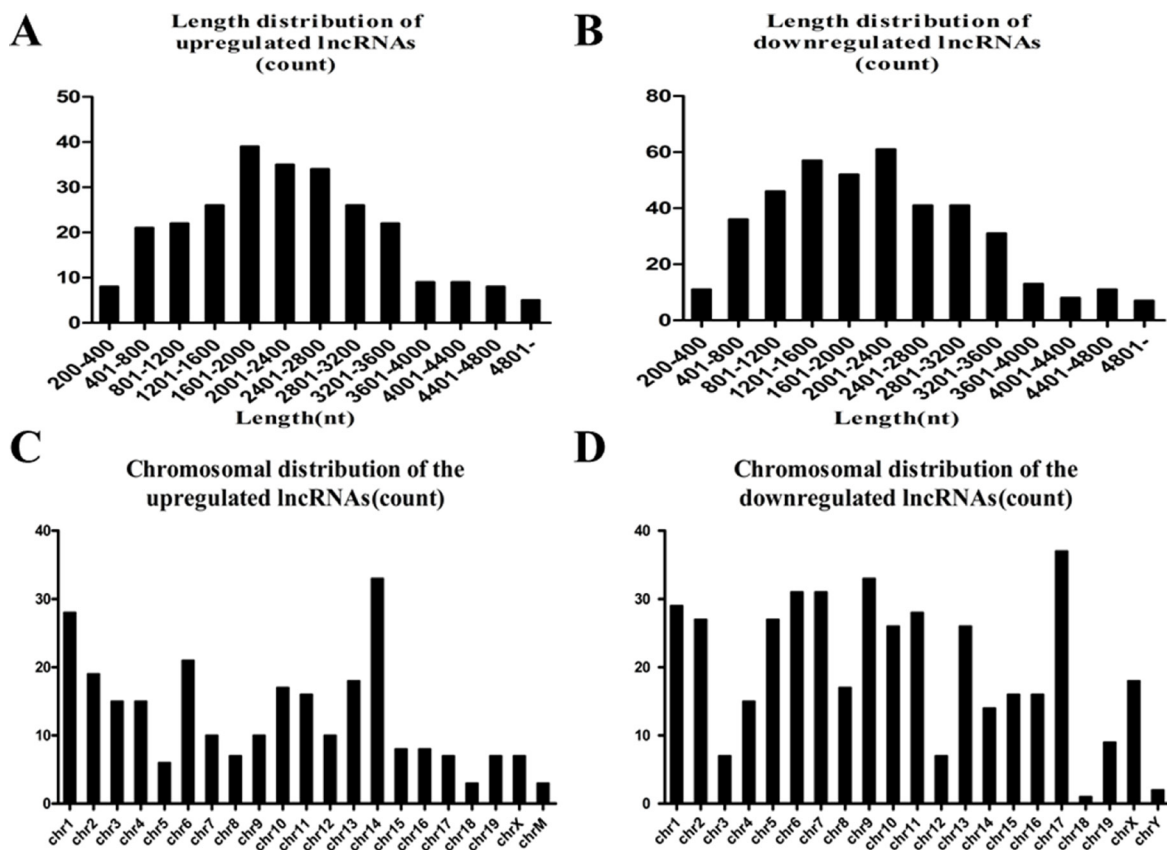 A
Length distribution of
upregulated lncRNAs
(count)
50
40
30
20
10
0
200-400
401-800
801-1200
1201-1600
1601-2000
2001-2400
2401-2800
2801-3200
3201-3600
3601-4000
4001-4400
4401-4800
4801-
Length(nt)
B
Length distribution of
downregulated lncRNAs
(count)
80
60
40
20
0
200-400
401-800
801-1200
1201-1600
1601-2000
2001-2400
2401-2800
2801-3200
3201-3600
3601-4000
4001-4400
4401-4800
4801-
Length(nt)
C
Chromosomal distribution of the
upregulated lncRNAs(count)
40
30
20
10
0
chr1
chr2
chr3
chr4
chr5
chr6
chr7
chr8
chr9
chr10
chr11
chr12
chr13
chr14
chr15
chr16
chr17
chr18
chr19
chrX
chrM
D
Chromosomal distribution of the
downregulated lncRNAs(count)
40
30
20
10
0
chr1
chr2
chr3
chr4
chr5
chr6
chr7
chr8
chr9
chr10
chr11
chr12
chr13
chr14
chr15
chr16
chr17
chr18
chr19
chrX
chrY